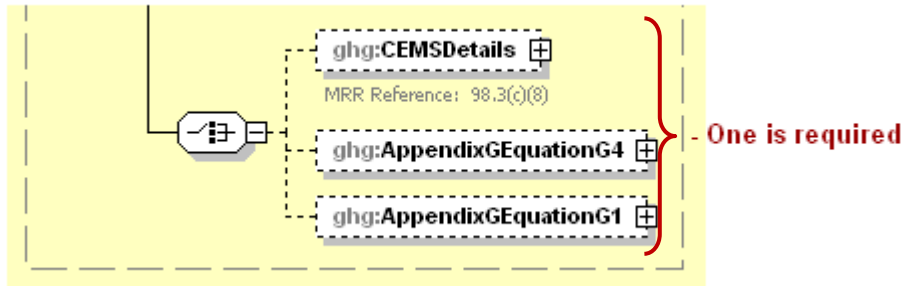 ghg:CEMSDetails
MRR Reference: 98.3(c)(8)
ghg:AppendixGEquationG4
- One is required
ghg:AppendixGEquationG1